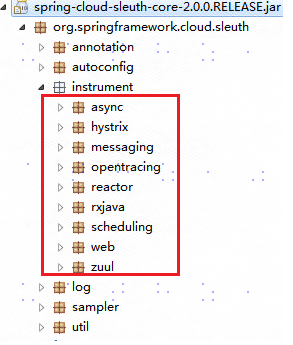 spring-cloud-sleuth-core-2.0.0.RELEASE.jar
org.springframework.cloud.sleuth
annotation
autoconfig
instrument
async
hystrix
messaging
opentracing
reactor
rxjava
scheduling
web
zuul
log
sampler
util